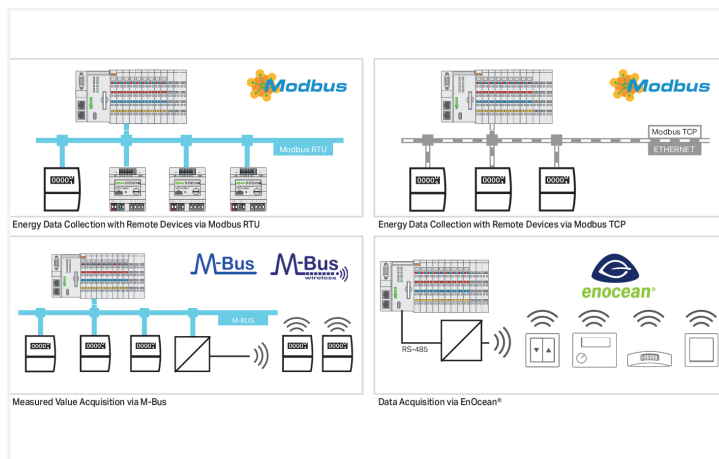 Modbus
Modbus RTU
0000
Energy Data Collection with Remote Devices via Modbus RTU
Modbus
Modbus TCP
ETHERNET
0000
0000
0000
Energy Data Collection with Remote Devices via Modbus TCP
M-Bus
M-Bus
wireless
M-BUS
0000
0000
0000
0000
0000
Measured Value Acquisition via M-Bus
enocean®
RS-485
Data Acquisition via EnOcean®